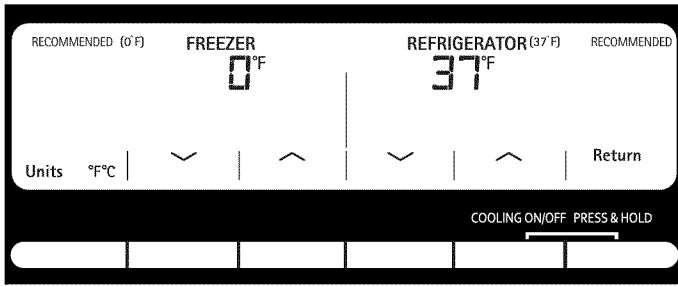 RECOMMENDED (0°F) FREEZER REFRIGERATOR (37°F) RECOMMENDED
0°F 37°F
Units °F°C Return
COOLING ON/OFF PRESS & HOLD